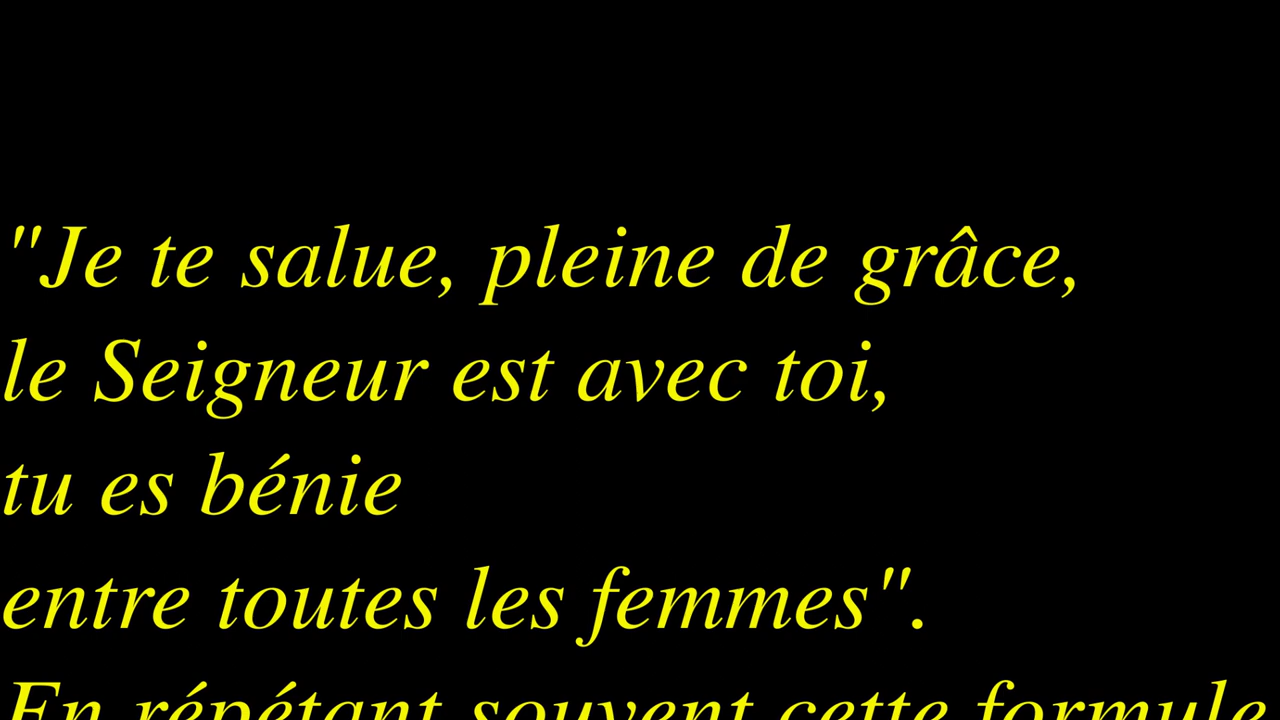 "Je te salue, pleine de grâce,
le Seigneur est avec toi,
tu es bénie
entre toutes les femmes".
En répétant souvent cette formule